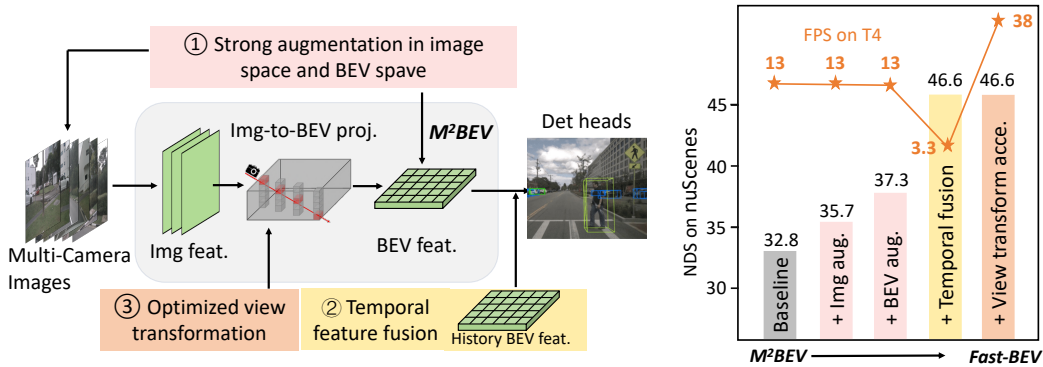 ① Strong augmentation in image
space and BEV spave
Img-to-BEV proj.
M²BEV
Det heads
Multi-Camera
Images
Img feat.
BEV feat.
③ Optimized view
transformation
② Temporal
feature fusion
History BEV feat.
NDS on nuScenes
45
40
35
30
FPS on T4
13
13
13
3.3
38
32.8
35.7
37.3
46.6
46.6
Baseline
+ Img aug.
+ BEV aug.
+ Temporal fusion
+ View transform acce.
M²BEV
Fast-BEV